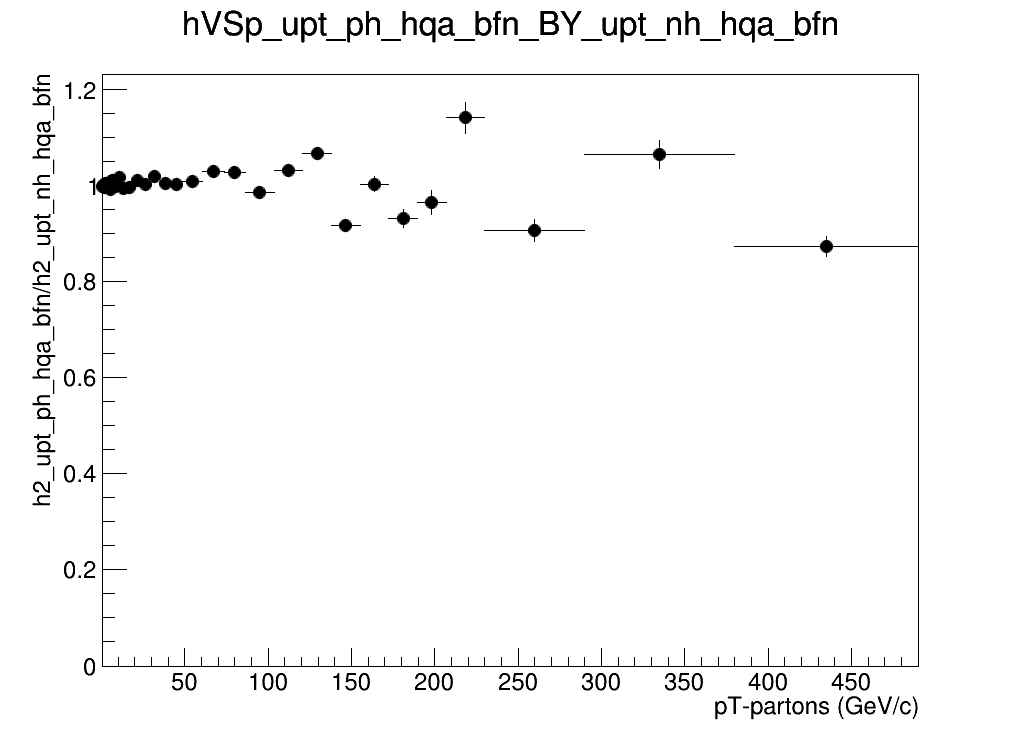 hVSp_upt_ph_hqa_bfn_BY_upt_nh_hqa_bfn
h2_upt_ph_hqa_bfn/h2_upt_nh_hqa_bfn
1.2
1
0.8
0.6
0.4
0.2
0
50 100 150 200 250 300 350 400 450
pT-partons (GeV/c)